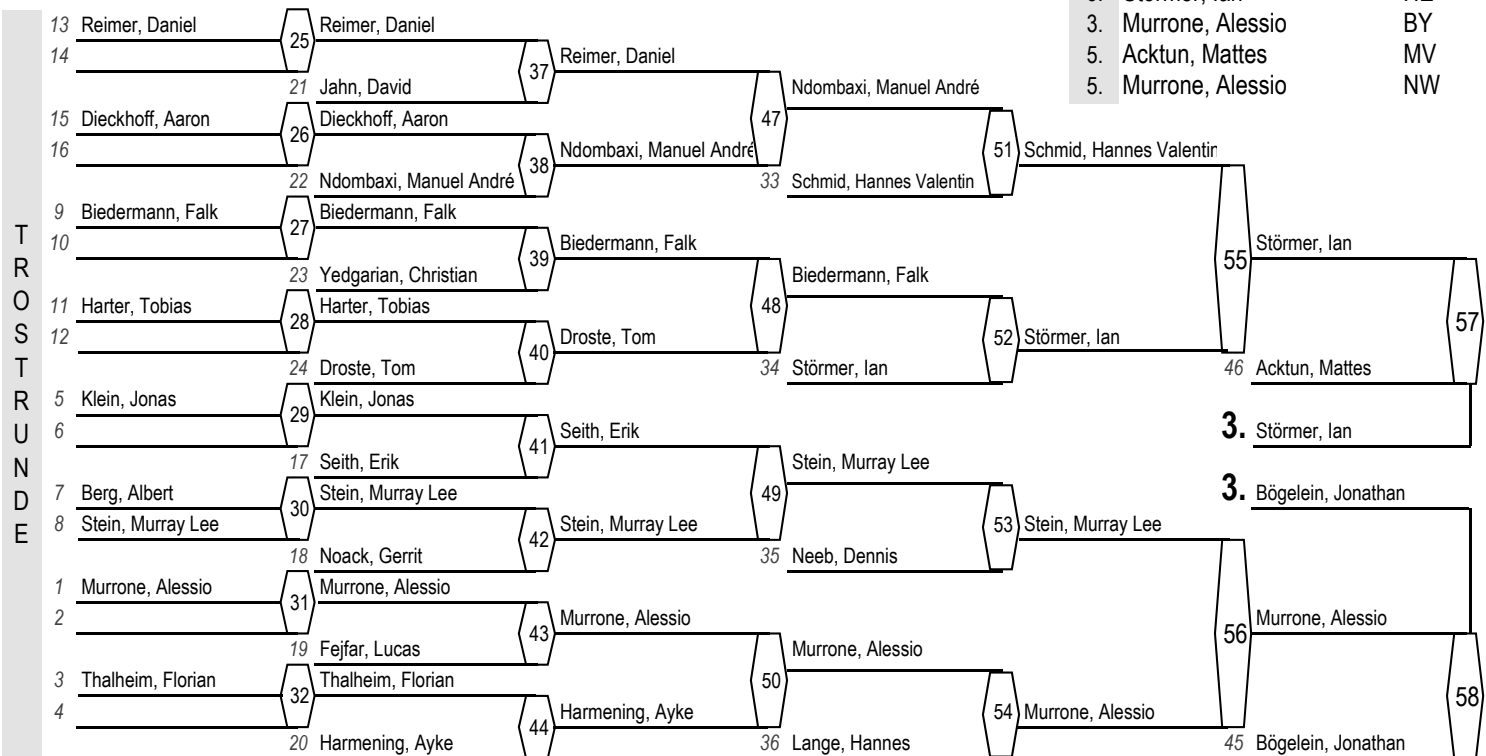 3. Störmer, Ian
3. Murrone, Alessio BY
5. Acktun, Mattes MV
5. Murrone, Alessio NW
TROSTRUNDE
13 Reimer, Daniel
14
25
Reimer, Daniel
21 Jahn, David
37
Reimer, Daniel
15 Dieckhoff, Aaron
16
26
Dieckhoff, Aaron
22 Ndombaxi, Manuel André
38
Ndombaxi, Manuel André
47
Ndombaxi, Manuel André
33 Schmid, Hannes Valentin
51
Schmid, Hannes Valentin
9 Biedermann, Falk
10
27
Biedermann, Falk
23 Yedgarian, Christian
39
Biedermann, Falk
11 Harter, Tobias
12
28
Harter, Tobias
24 Droste, Tom
40
Droste, Tom
48
Biedermann, Falk
34 Störmer, Ian
52
Störmer, Ian
55
Störmer, Ian
46 Acktun, Mattes
57
3. Störmer, Ian
5 Klein, Jonas
6
29
Klein, Jonas
17 Seith, Erik
41
Seith, Erik
7 Berg, Albert
8 Stein, Murray Lee
30
Stein, Murray Lee
18 Noack, Gerrit
42
Stein, Murray Lee
49
Stein, Murray Lee
35 Neeb, Dennis
53
Stein, Murray Lee
3. Bögelein, Jonathan
1 Murrone, Alessio
2
31
Murrone, Alessio
19 Fejfar, Lucas
43
Murrone, Alessio
3 Thalheim, Florian
4
32
Thalheim, Florian
20 Harmening, Ayke
44
Harmening, Ayke
50
Murrone, Alessio
36 Lange, Hannes
54
Murrone, Alessio
56
Murrone, Alessio
45 Bögelein, Jonathan
58